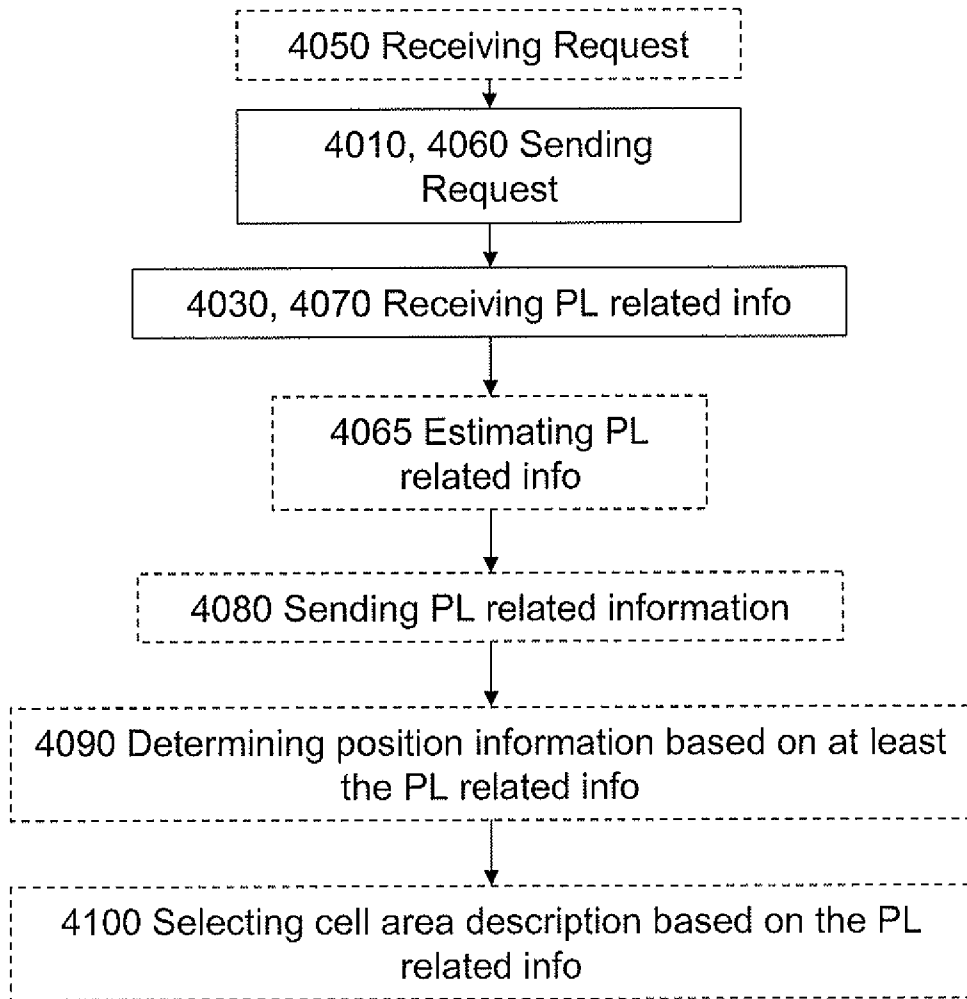 4050 Receiving Request
4010, 4060 Sending
Request
4030, 4070 Receiving PL related info
4065 Estimating PL
related info
4080 Sending PL related information
4090 Determining position information based on at least
the PL related info
4100 Selecting cell area description based on the PL
related info